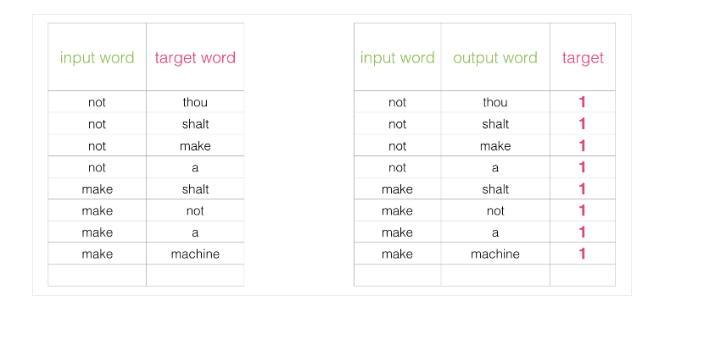 input word target word input word output word target
not thou not thou 1
not shalt not shalt 1
not make not make 1
not a not a 1
make shalt make shalt 1
make not make not 1
make a make a 1
make machine make machine 1